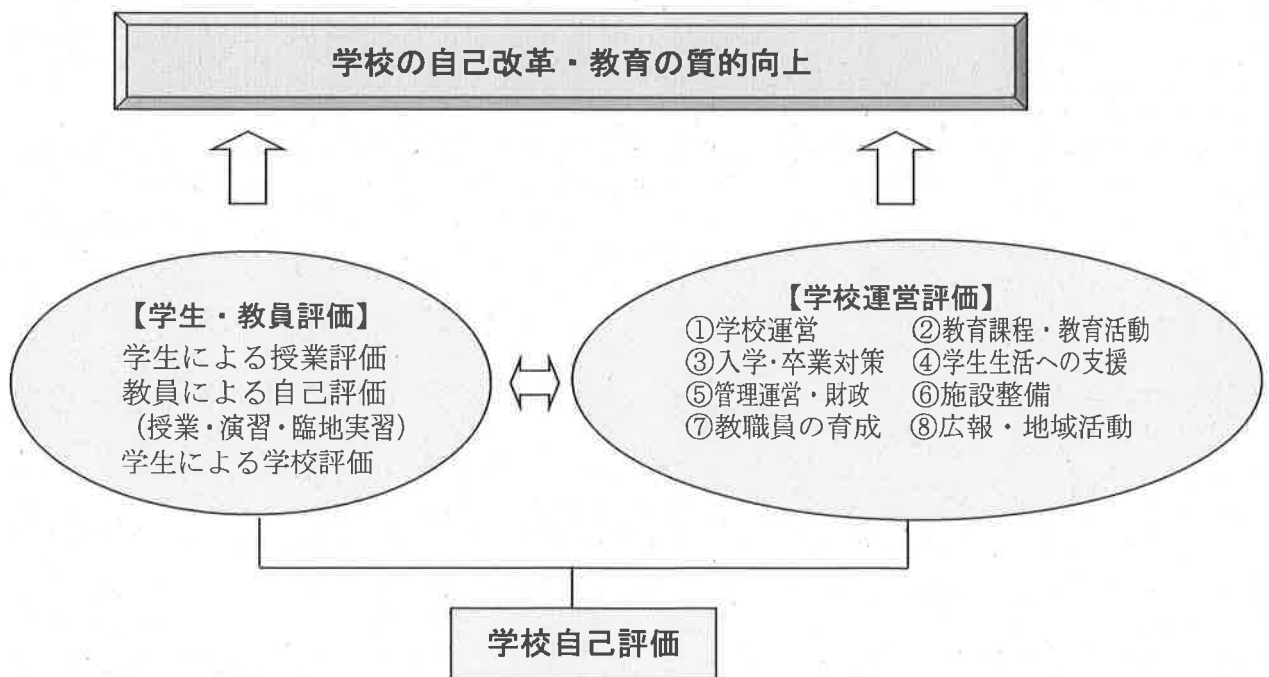 学校の自己改革・教育の質的向上
【学生・教員評価】
学生による授業評価
教員による自己評価
(授業・演習・臨地実習)
学生による学校評価
【学校運営評価】
①学校運営 ②教育課程・教育活動
③入学・卒業対策 ④学生生活への支援
⑤管理運営・財政 ⑥施設整備
⑦教職員の育成 ⑧広報・地域活動
学校自己評価